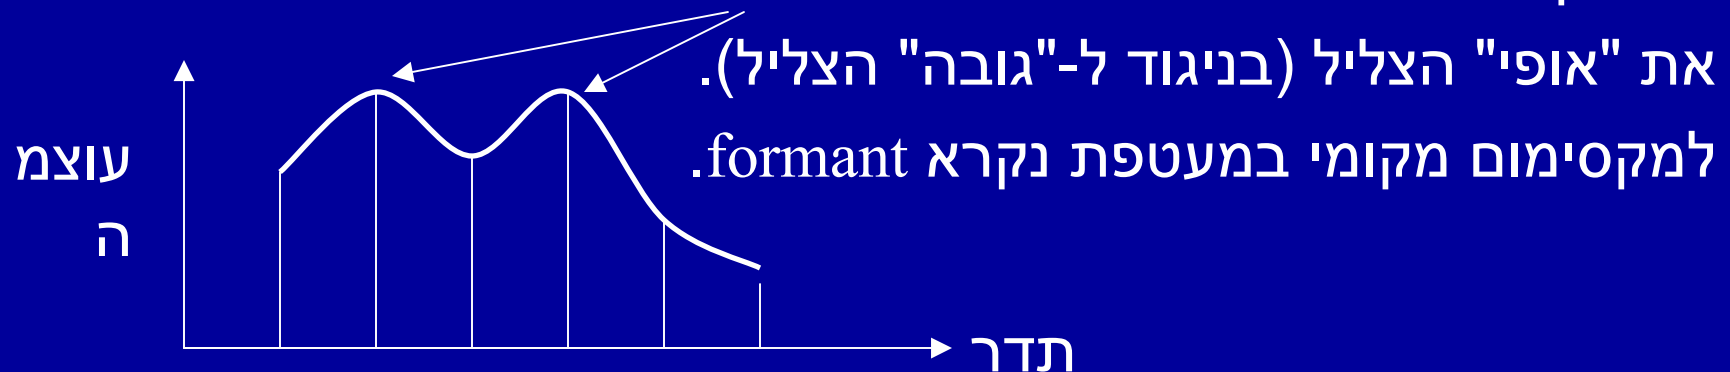 את "אופי" הצליל (בניגוד ל-"גובה" הצליל).
למקסימום מקומי במעטפת נקרא formant.
עוצמ
ה
תדר